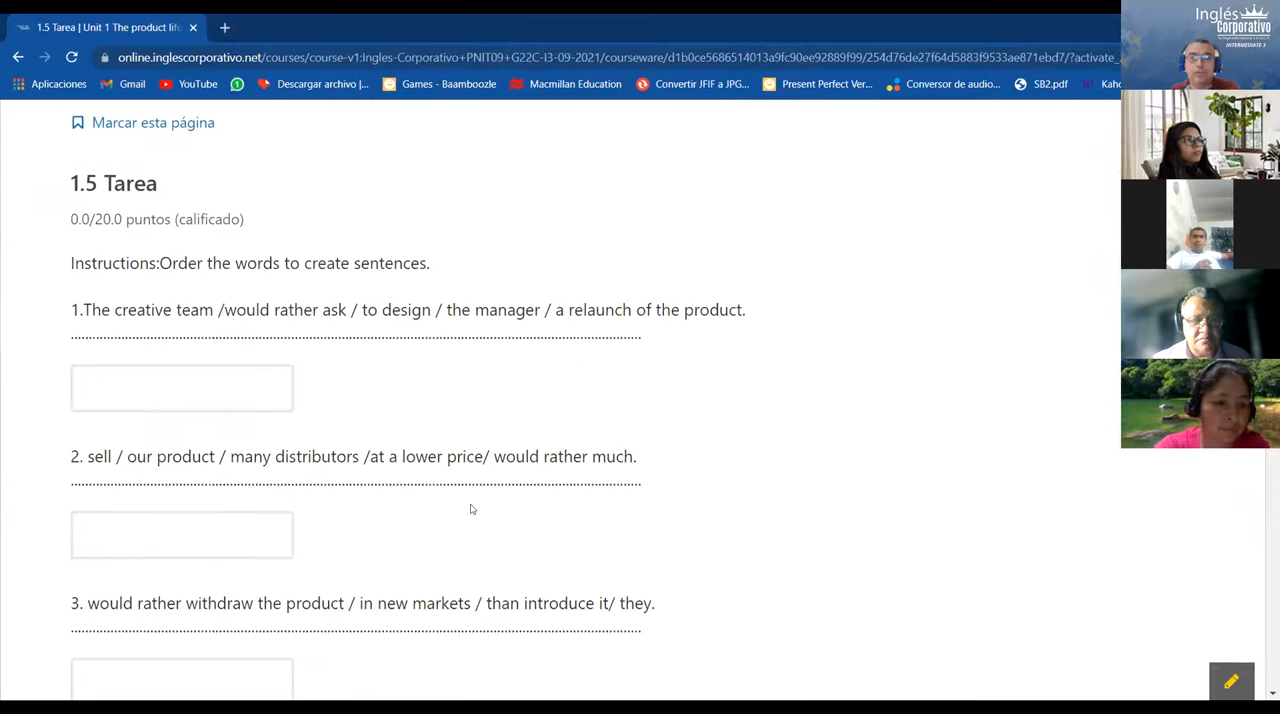 1.5 Tarea | Unit 1 The product life
online.inglescorporativo.net/courses/course-v1:Ingles-Corporativo+PNIT09+G22C-I3-09-2021/courseware/d1b0ce5686514013a9fc90ee92889f99/254d76de27f64d5883f9533ae871ebd7/?activate_
Aplicaciones Gmail YouTube Descargar archivo |... Games - Baamboozle Macmillan Education Convertir JFIF a JPG... Present Perfect Ver... Conversor de audio... SB2.pdf Kaho
Inglés
Corporativo
INTERMEDIATE 3
Marcar esta página
1.5 Tarea
0.0/20.0 puntos (calificado)
Instructions:Order the words to create sentences.
1.The creative team /would rather ask / to design / the manager / a relaunch of the product.
2. sell / our product / many distributors /at a lower price/ would rather much.
3. would rather withdraw the product / in new markets / than introduce it/ they.